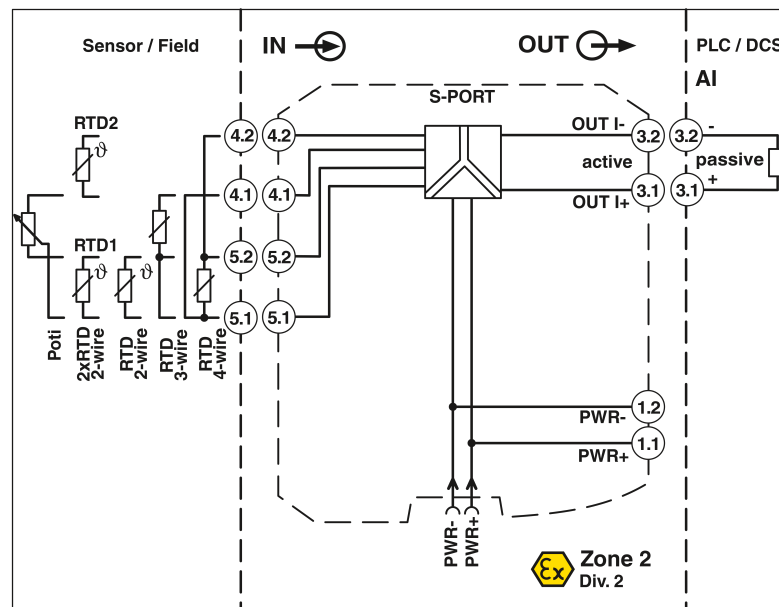 Sensor / Field
IN
OUT
PLC / DCS
AI
S-PORT
RTD2
ϑ
4.2
4.2
OUT I-
3.2
3.2
-
active
passive
4.1
4.1
OUT I+
3.1
3.1
+
RTD1
ϑ
ϑ
5.2
5.2
5.1
5.1
Poti
2xRTD
2-wire
RTD
2-wire
RTD
3-wire
RTD
4-wire
PWR-
1.2
PWR+
1.1
PWR-
PWR+
Ex
Zone 2
Div. 2